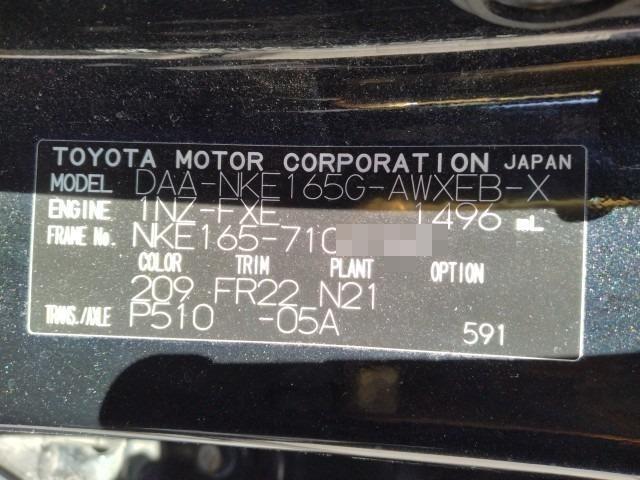 TOYOTA MOTOR CORPORATION JAPAN
MODEL DAA-NKE165G-AWXEB-X
ENGINE 1NZ-FXE 1496 mL
FRAME No. NKE165-710
COLOR TRIM PLANT OPTION
209 FR22 N21
TRANS./AXLE P510 -05A 591